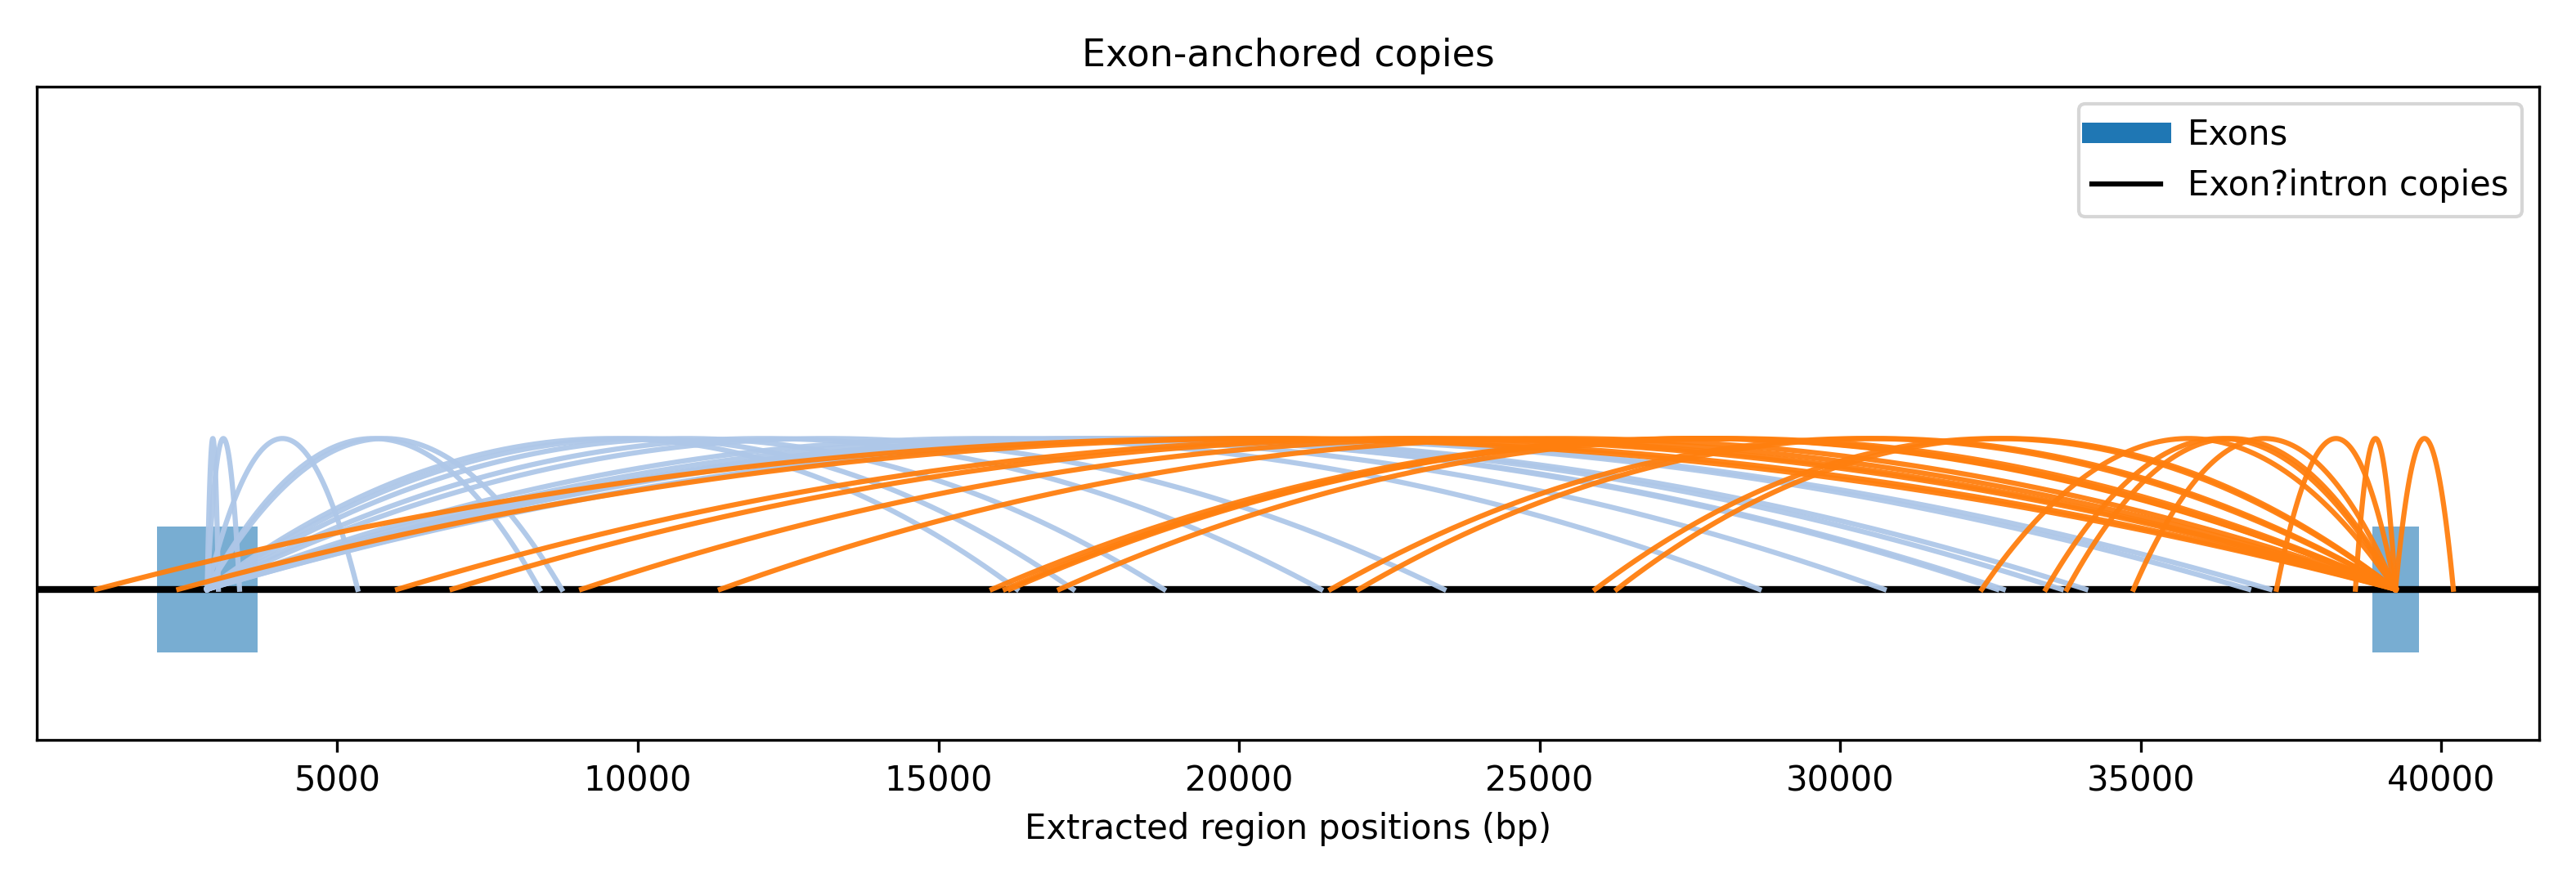 Exon-anchored copies
Exons
Exon?intron copies
5000 10000 15000 20000 25000 30000 35000 40000
Extracted region positions (bp)